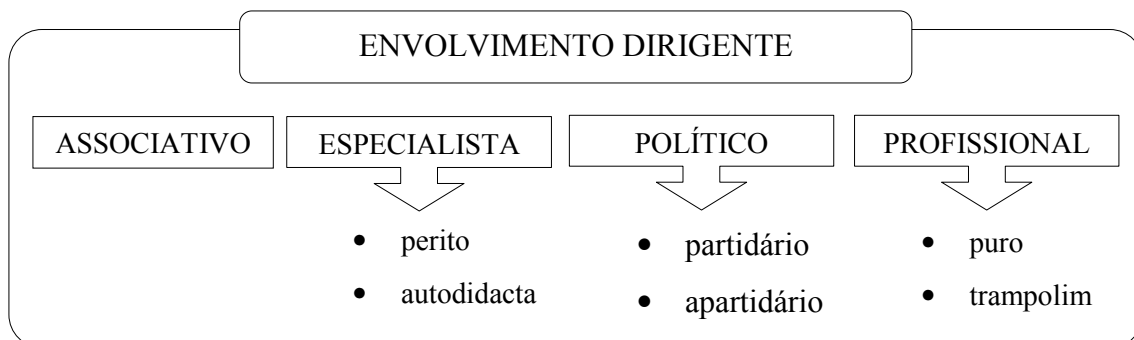 ENVOLVIMENTO DIRIGENTE
ASSOCIATIVO ESPECIALISTA POLÍTICO PROFISSIONAL
• perito • partidário • puro
• autodidacta • apartidário • trampolim